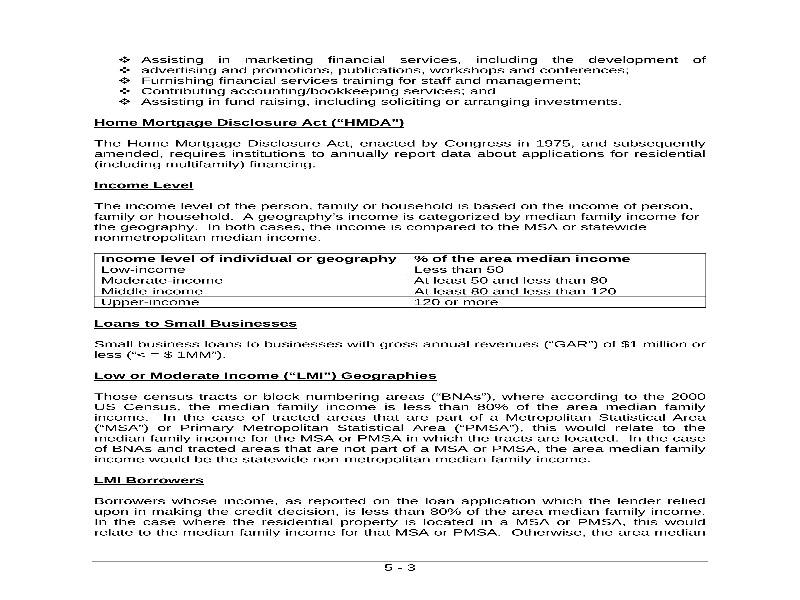 ❖ Assisting in marketing financial services, including the development of
❖ advertising and promotions, publications, workshops and conferences;
❖ Furnishing financial services training for staff and management;
❖ Contributing accounting/bookkeeping services; and
❖ Assisting in fund raising, including soliciting or arranging investments.
Home Mortgage Disclosure Act (“HMDA”)
The Home Mortgage Disclosure Act, enacted by Congress in 1975, and subsequently
amended, requires institutions to annually report data about applications for residential
(including multifamily) financing.
Income Level
The income level of the person, family or household is based on the income of person,
family or household. A geography’s income is categorized by median family income for
the geography. In both cases, the income is compared to the MSA or statewide
nonmetropolitan median income.
Income level of individual or geography % of the area median income
Low-income Less than 50
Moderate-income At least 50 and less than 80
Middle-income At least 80 and less than 120
Upper-income 120 or more
Loans to Small Businesses
Small business loans to businesses with gross annual revenues (“GAR”) of $1 million or
less (“< = $ 1MM”).
Low or Moderate Income (“LMI”) Geographies
Those census tracts or block numbering areas (“BNAs”), where according to the 2000
US Census, the median family income is less than 80% of the area median family
income. In the case of tracted areas that are part of a Metropolitan Statistical Area
(“MSA”) or Primary Metropolitan Statistical Area (“PMSA”), this would relate to the
median family income for the MSA or PMSA in which the tracts are located. In the case
of BNAs and tracted areas that are not part of a MSA or PMSA, the area median family
income would be the statewide non-metropolitan median family income.
LMI Borrowers
Borrowers whose income, as reported on the loan application which the lender relied
upon in making the credit decision, is less than 80% of the area median family income.
In the case where the residential property is located in a MSA or PMSA, this would
relate to the median family income for that MSA or PMSA. Otherwise, the area median
5 - 3